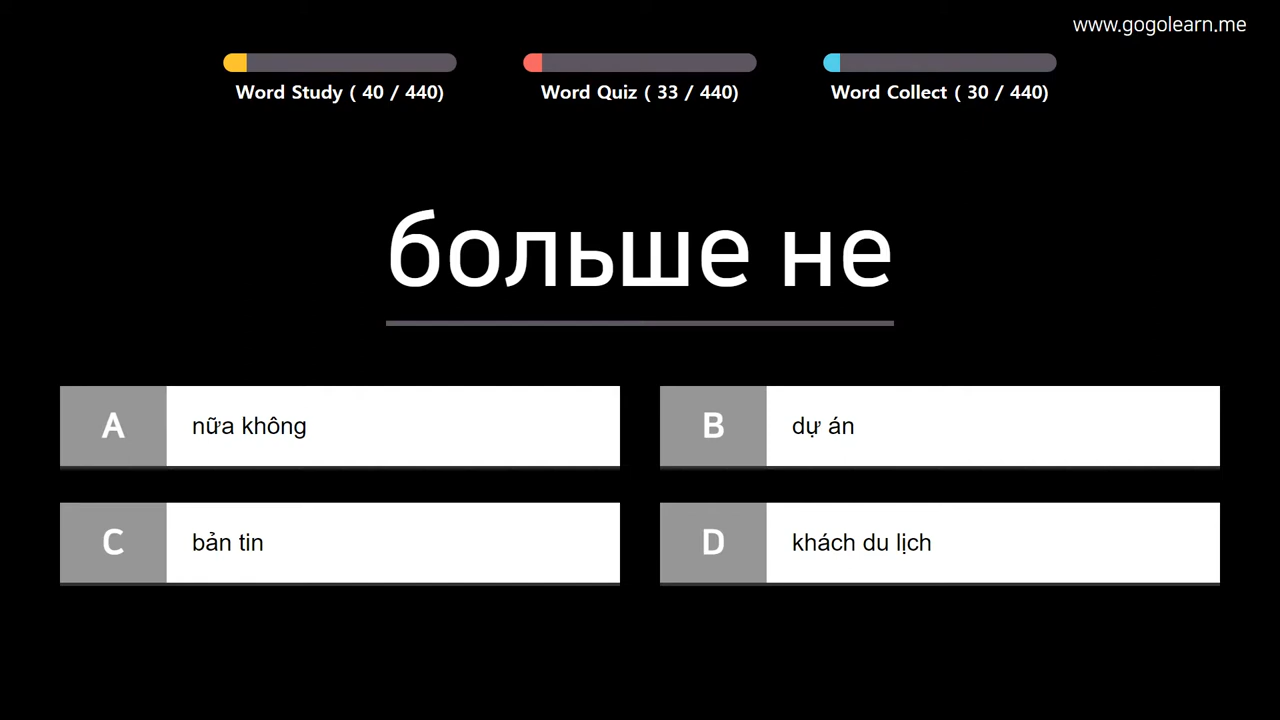 www.gogolearn.me
Word Study ( 40 / 440)
Word Quiz ( 33 / 440)
Word Collect ( 30 / 440)
больше не
A nữa không
B dự án
C bản tin
D khách du lịch